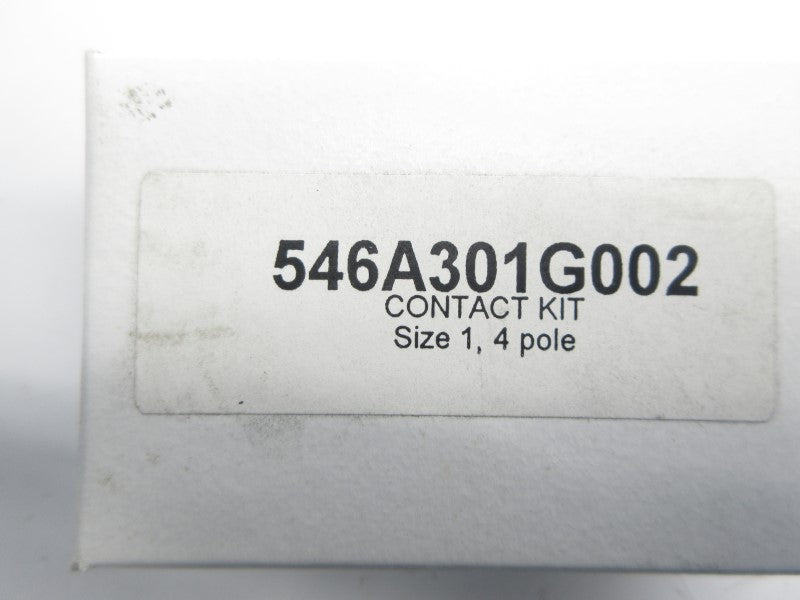 546A301G002
CONTACT KIT
Size 1, 4 pole